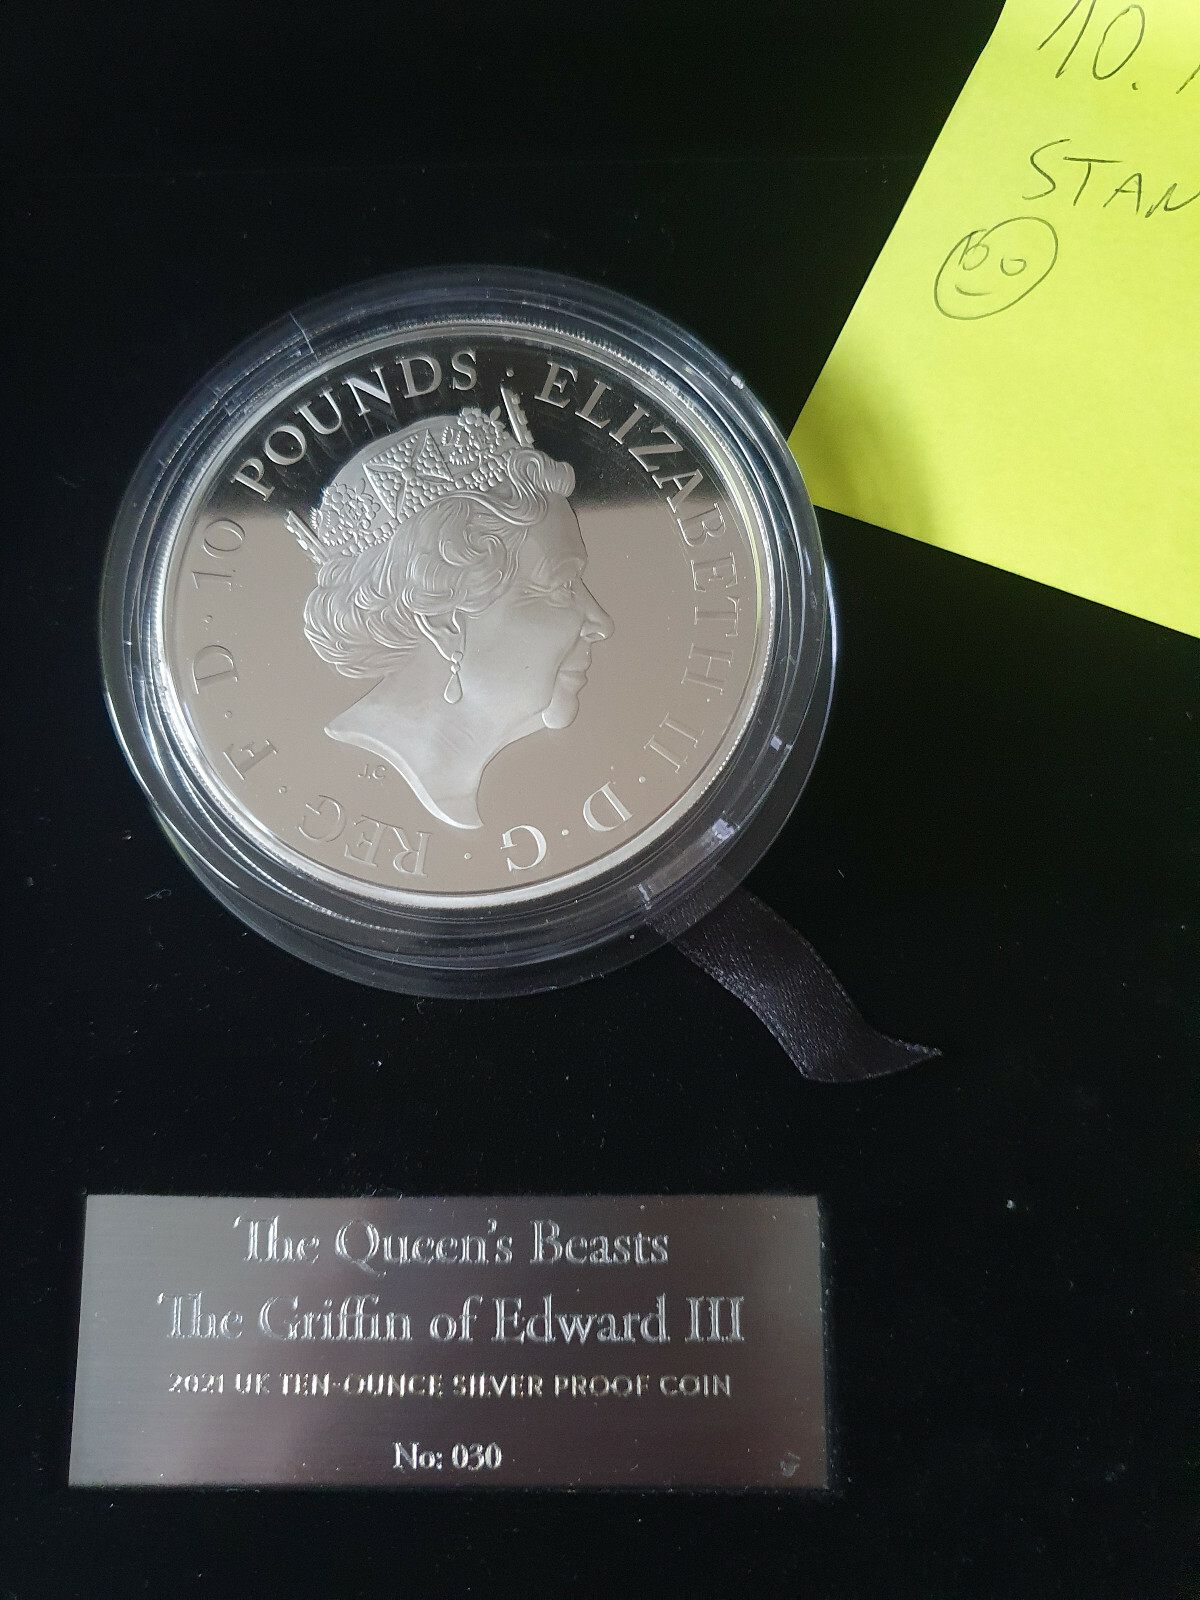 10.
STAN
ELIZABETH II · D · G · REG · F · D · 10 POUNDS ·
J.C
The Queen's Beasts
The Griffin of Edward III
2021 UK TEN-OUNCE SILVER PROOF COIN
No: 030